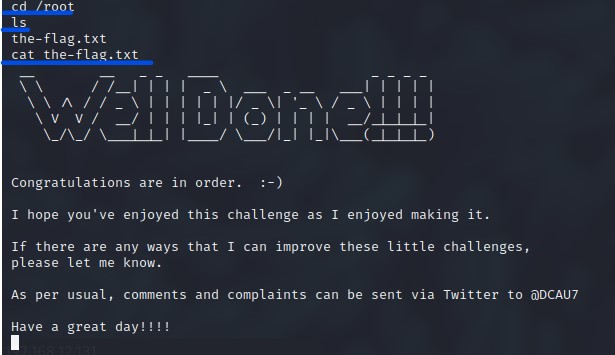 cd /root
ls
the-flag.txt
cat the-flag.txt
Well Done!!!!
Congratulations are in order.  :-)
I hope you've enjoyed this challenge as I enjoyed making it.
If there are any ways that I can improve these little challenges,
please let me know.
As per usual, comments and complaints can be sent via Twitter to @DCAU7
Have a great day!!!!